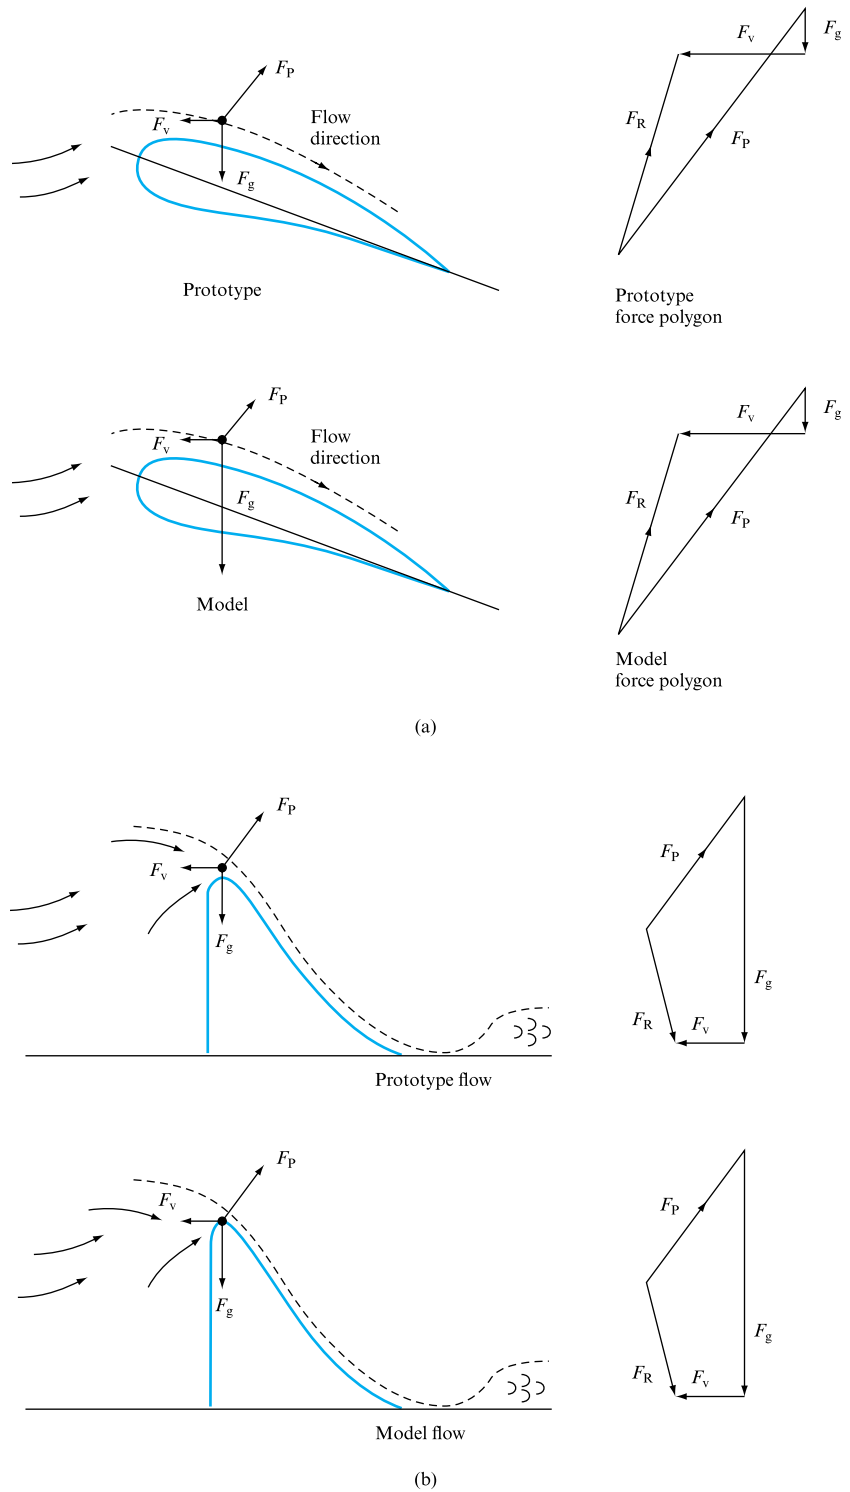 F_P
F_v
Flow
direction
F_g
Prototype
F_v
F_g
F_R
F_P
Prototype
force polygon
F_P
F_v
Flow
direction
F_g
Model
F_v
F_g
F_R
F_P
Model
force polygon
(a)
F_P
F_v
F_g
Prototype flow
F_P
F_g
F_R
F_v
F_P
F_v
F_g
Model flow
F_P
F_g
F_R
F_v
(b)